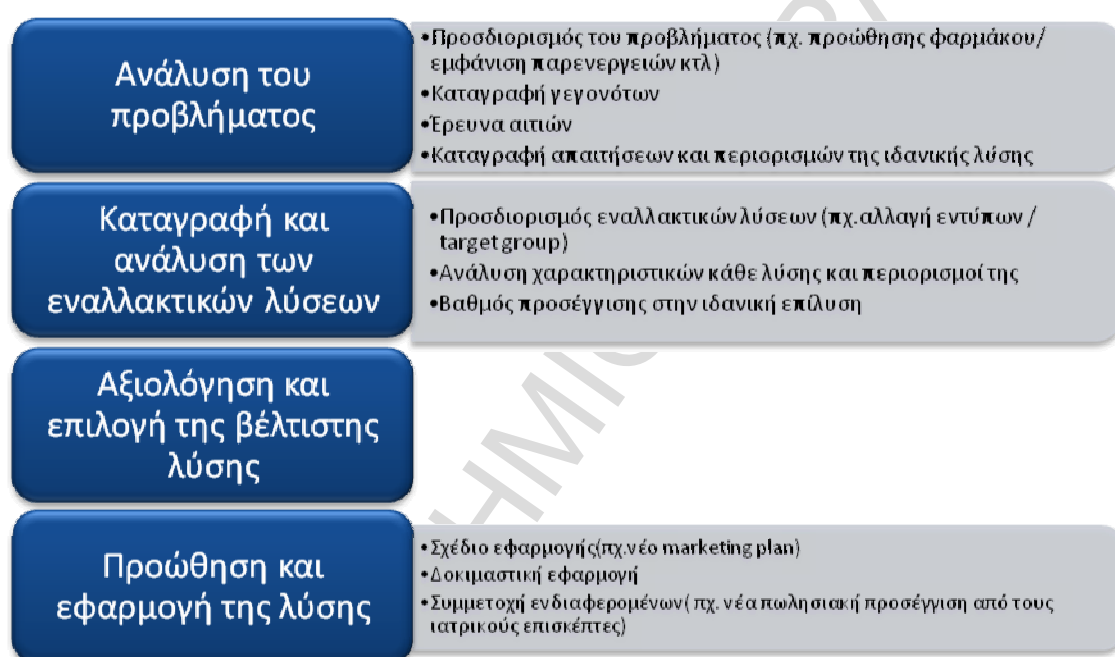 Ανάλυση του
προβλήματος
•Προσδιορισμός του προβλήματος (πχ. προώθησης φαρμάκου/
εμφάνιση παρενεργειών κτλ)
•Καταγραφή γεγονότων
•Έρευνα αιτιών
•Καταγραφή απαιτήσεων και περιορισμών της ιδανικής λύσης
Καταγραφή και
ανάλυση των
εναλλακτικών λύσεων
•Προσδιορισμός εναλλακτικών λύσεων (πχ.αλλαγή εντύπων /
target group)
•Ανάλυση χαρακτηριστικών κάθε λύσης και περιορισμοί της
•Βαθμός προσέγγισης στην ιδανική επίλυση
Αξιολόγηση και
επιλογή της βέλτιστης
λύσης
Προώθηση και
εφαρμογή της λύσης
•Σχέδιο εφαρμογής(πχ.νέο marketing plan)
•Δοκιμαστική εφαρμογή
•Συμμετοχή ενδιαφερομένων( πχ. νέα πωλησιακή προσέγγιση από τους
ιατρικούς επισκέπτες)